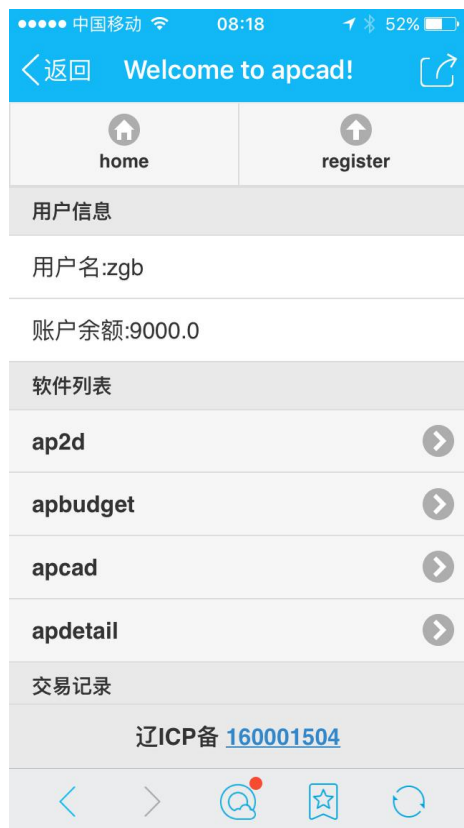 中国移动 08:18 52%
返回 Welcome to apcad!
home register
用户信息
用户名:zgb
账户余额:9000.0
软件列表
ap2d
apbudget
apcad
apdetail
交易记录
辽ICP备 160001504